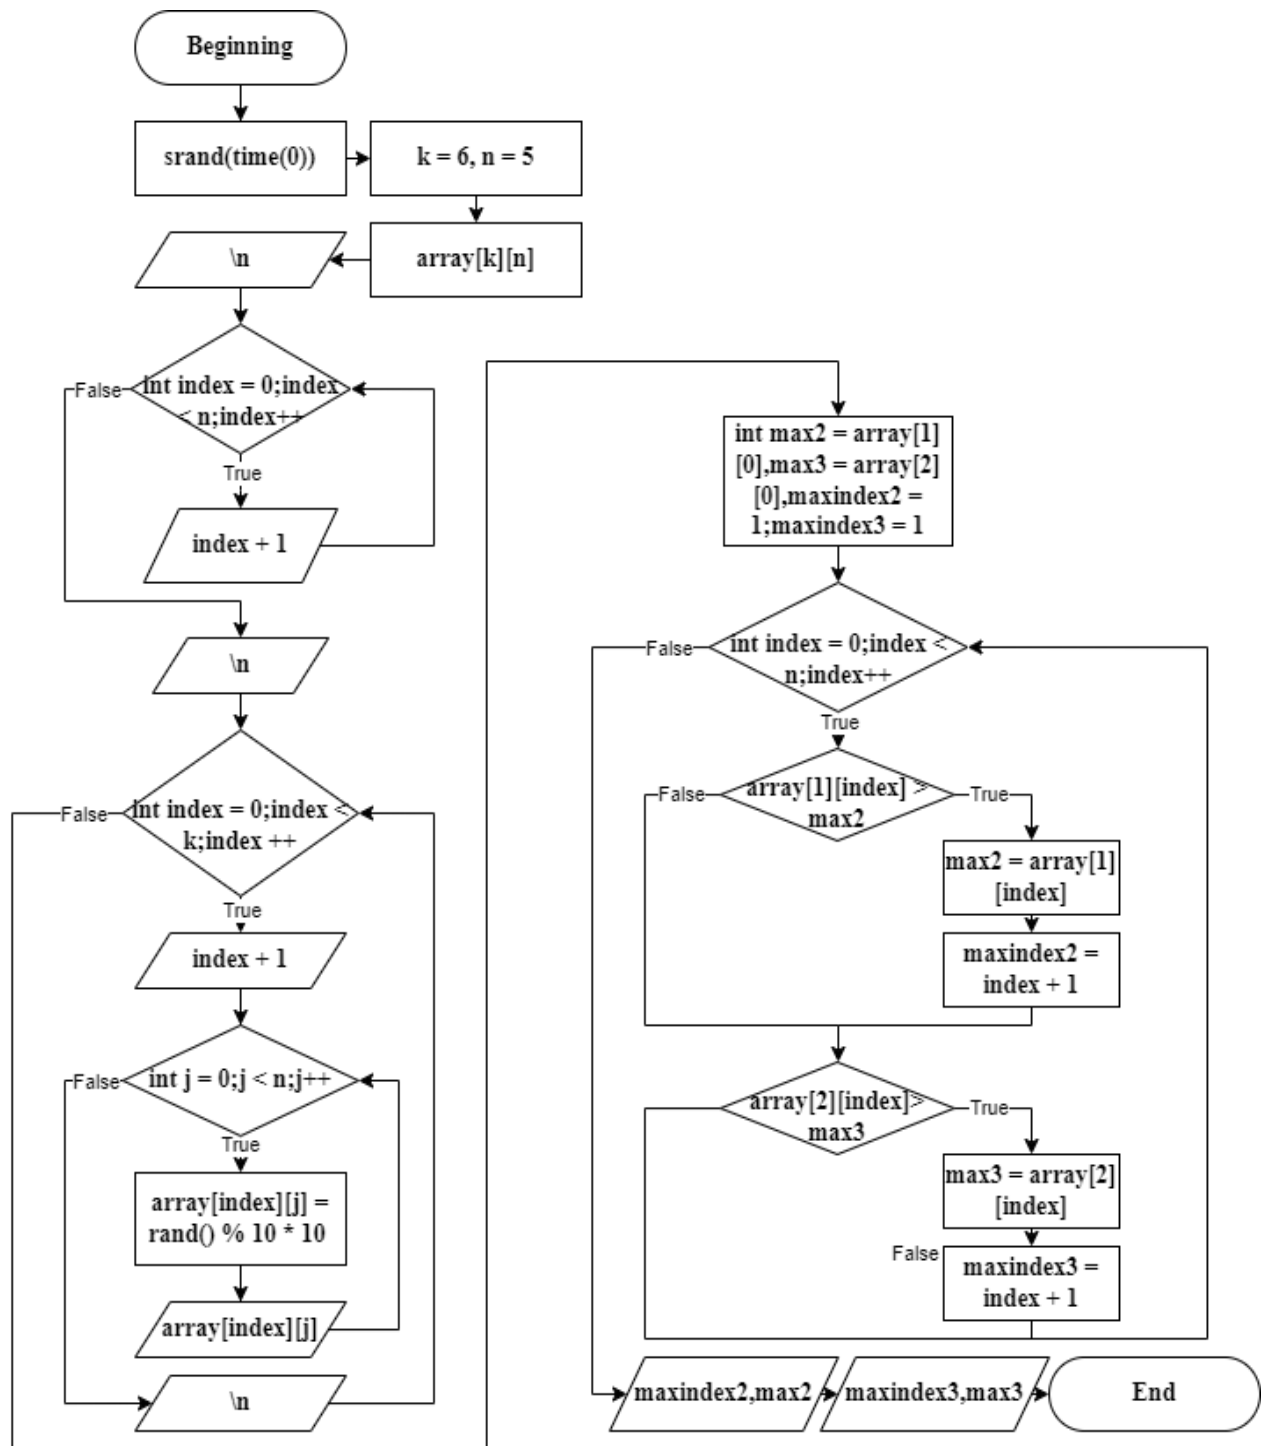 Beginning
srand(time(0))
k = 6, n = 5
array[k][n]
\n
int index = 0;index
< n;index++
False
True
index + 1
\n
int index = 0;index <
k;index ++
False
True
index + 1
int j = 0;j < n;j++
False
True
array[index][j] =
rand() % 10 * 10
array[index][j]
\n
int max2 = array[1]
[0],max3 = array[2]
[0],maxindex2 =
1;maxindex3 = 1
int index = 0;index <
n;index++
False
True
array[1][index] >
max2
False
True
max2 = array[1]
[index]
maxindex2 =
index + 1
array[2][index]>
max3
True
max3 = array[2]
[index]
False
maxindex3 =
index + 1
maxindex2,max2
maxindex3,max3
End